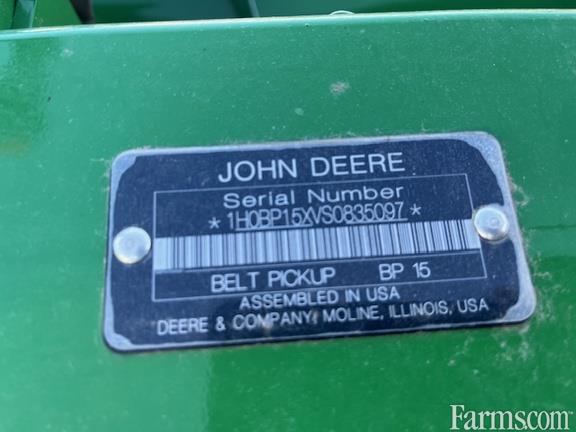 JOHN DEERE
Serial Number
*1H0BP15XVS0835097*
BELT PICKUP BP 15
ASSEMBLED IN USA
DEERE & COMPANY, MOLINE, ILLINOIS, USA
Farms.com